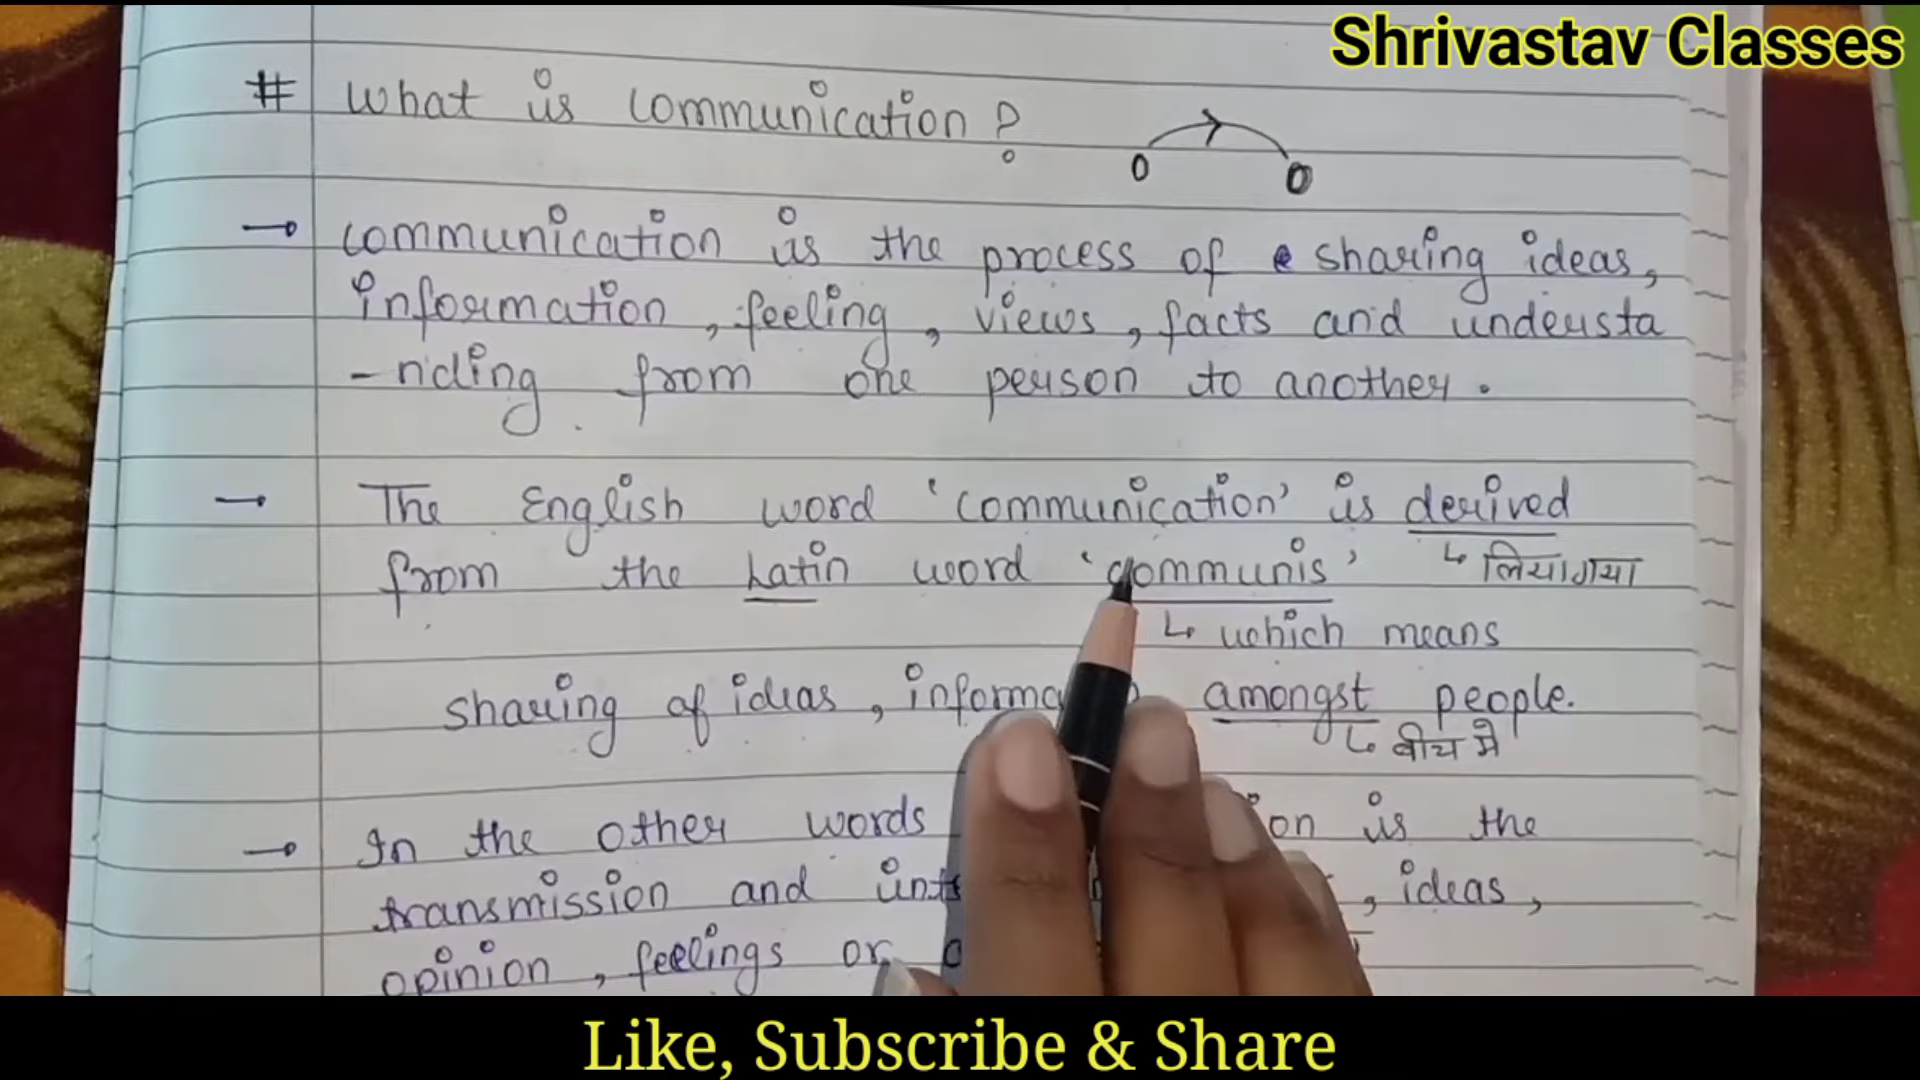 Shrivastav Classes
# What is communication?
→ communication is the process of sharing ideas,
information, feeling, views, facts and understa
-nding from one person to another.
→ The English word 'communication' is derived
from the Latin word 'communis' ↳ लिया गया
↳ which means
sharing of ideas, amongst people.
↳ बीच मे
→ In the other words is the
transmission and , ideas,
opinion, feelings or
Like, Subscribe & Share